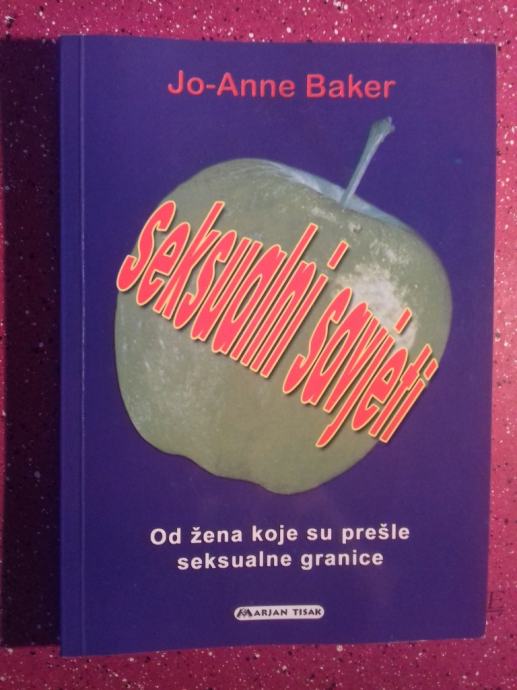 Jo-Anne Baker
seksualni savjeti
Od žena koje su prešle
seksualne granice
MARJAN TISAK